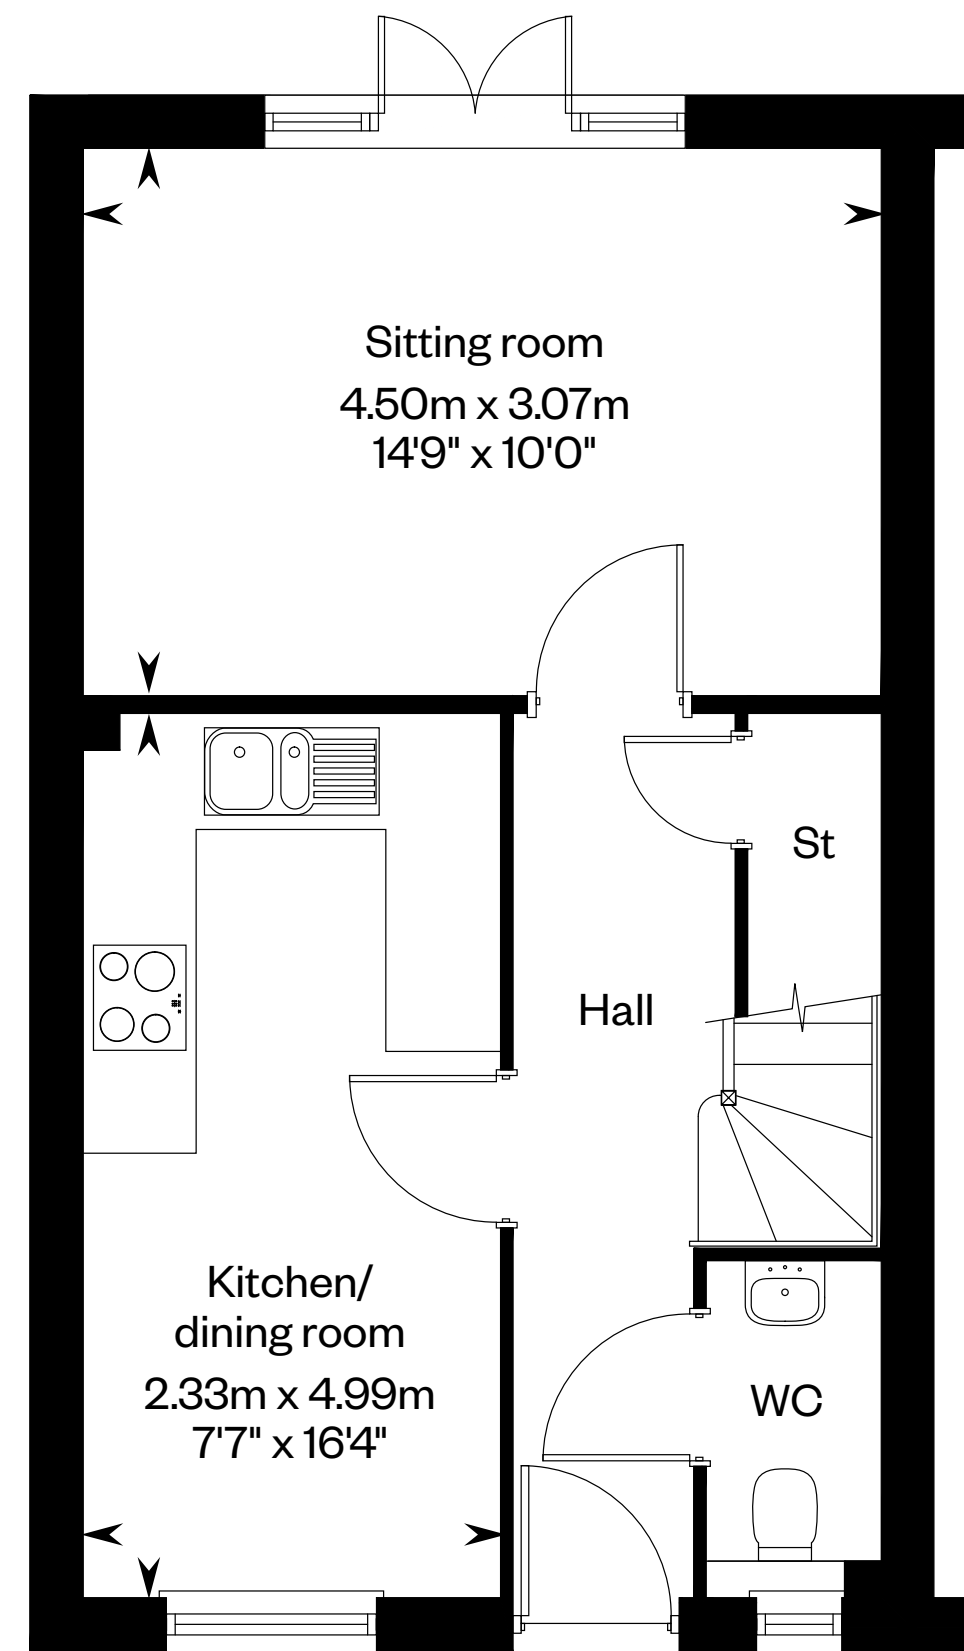 Sitting room
4.50m x 3.07m
14'9" x 10'0"
St
Hall
Kitchen/
dining room
2.33m x 4.99m
7'7" x 16'4"
WC